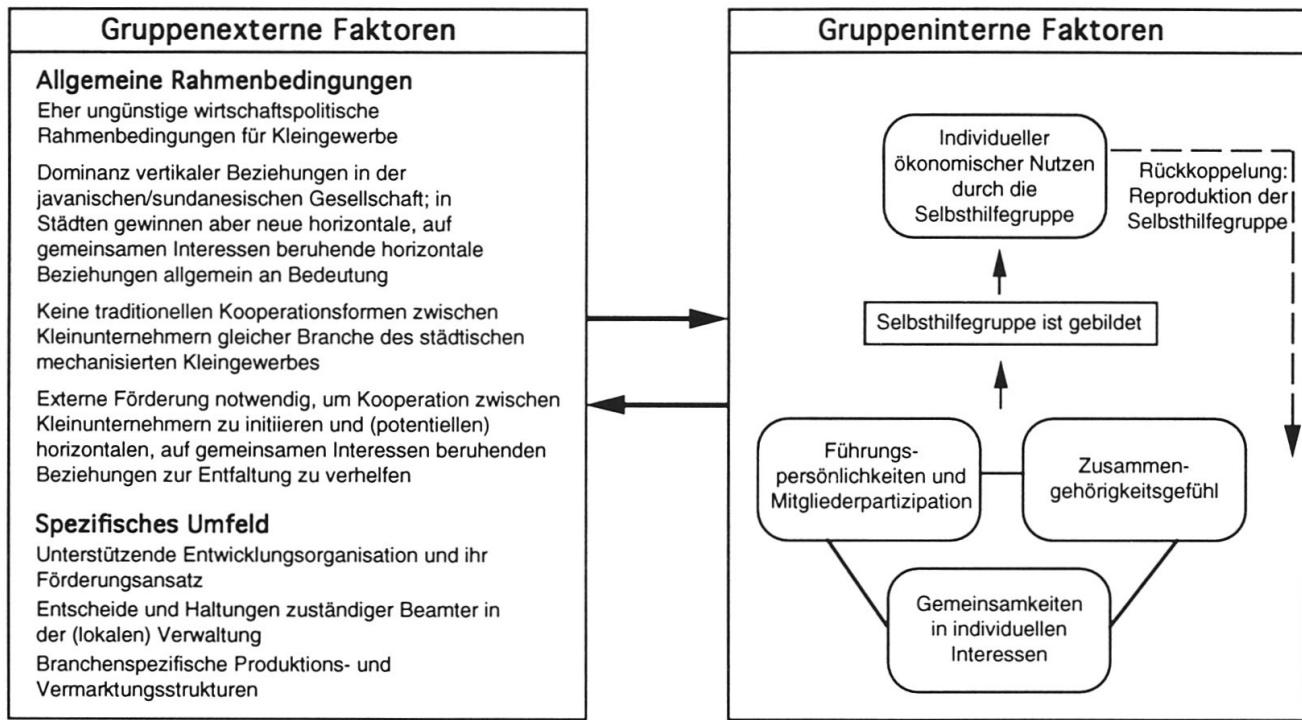 Gruppenexterne Faktoren
Allgemeine Rahmenbedingungen
Eher ungünstige wirtschaftspolitische
Rahmenbedingungen für Kleingewerbe
Dominanz vertikaler Beziehungen in der
javanischen/sundanesischen Gesellschaft; in
Städten gewinnen aber neue horizontale, auf
gemeinsamen Interessen beruhende horizontale
Beziehungen allgemein an Bedeutung
Keine traditionellen Kooperationsformen zwischen
Kleinunternehmern gleicher Branche des städtischen
mechanisierten Kleingewerbes
Externe Förderung notwendig, um Kooperation zwischen
Kleinunternehmern zu initiieren und (potentiellen)
horizontalen, auf gemeinsamen Interessen beruhenden
Beziehungen zur Entfaltung zu verhelfen
Spezifisches Umfeld
Unterstützende Entwicklungsorganisation und ihr
Förderungsansatz
Entscheide und Haltungen zuständiger Beamter in
der (lokalen) Verwaltung
Branchenspezifische Produktions- und
Vermarktungsstrukturen
Gruppeninterne Faktoren
Individueller
ökonomischer Nutzen
durch die
Selbsthilfegruppe
Rückkoppelung:
Reproduktion der
Selbsthilfegruppe
Selbsthilfegruppe ist gebildet
Führungs-
persönlichkeiten und
Mitgliederpartizipation
Zusammen-
gehörigkeitsgefühl
Gemeinsamkeiten
in individuellen
Interessen